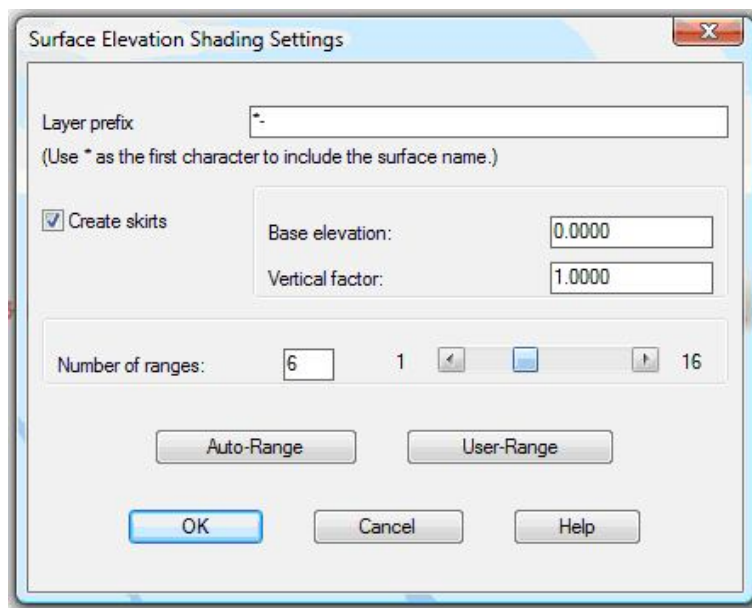 Surface Elevation Shading Settings
Layer prefix *-
(Use * as the first character to include the surface name.)
Create skirts
Base elevation: 0.0000
Vertical factor: 1.0000
Number of ranges: 6 1 16
Auto-Range User-Range
OK Cancel Help